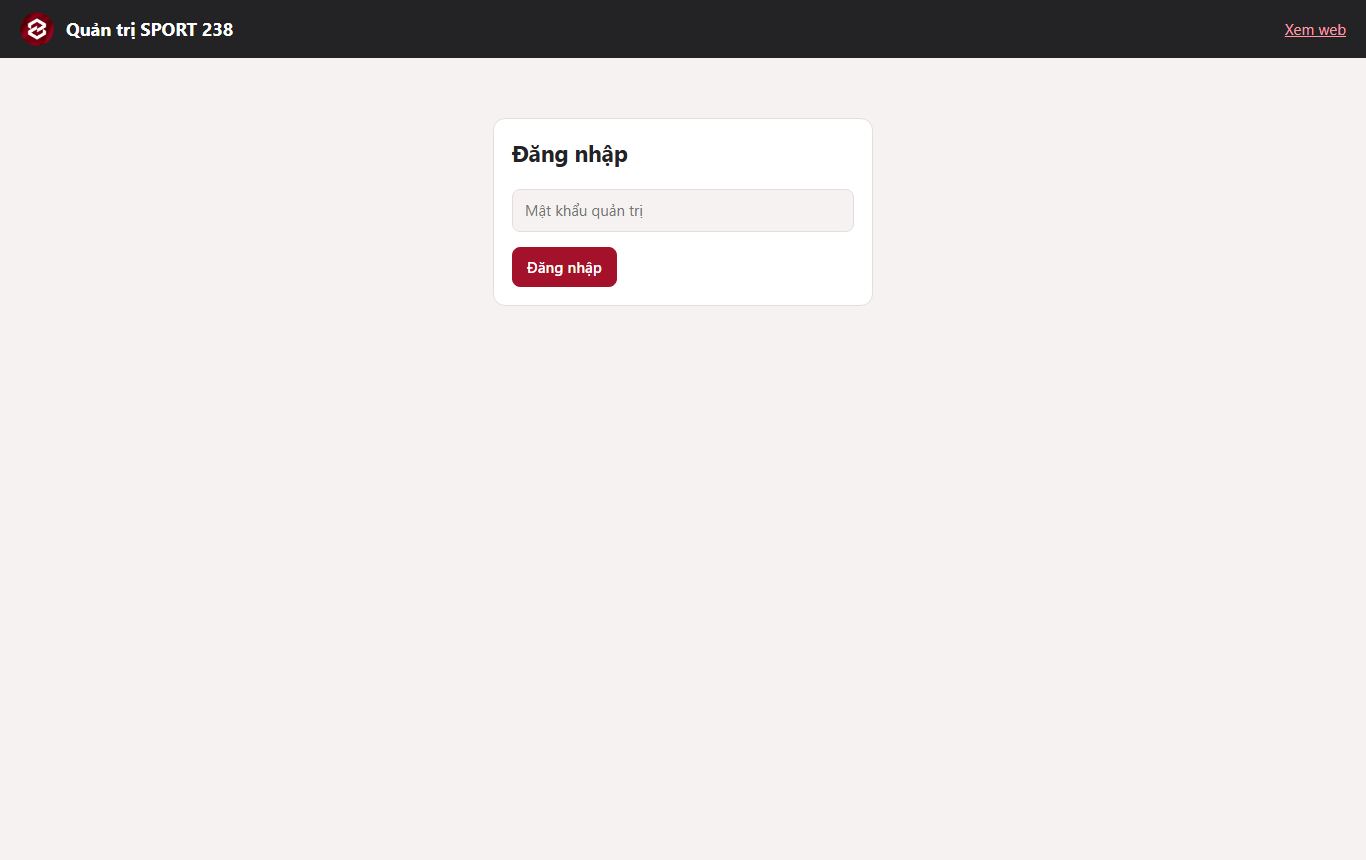 Quản trị SPORT 238
Xem web
Đăng nhập
Mật khẩu quản trị
Đăng nhập